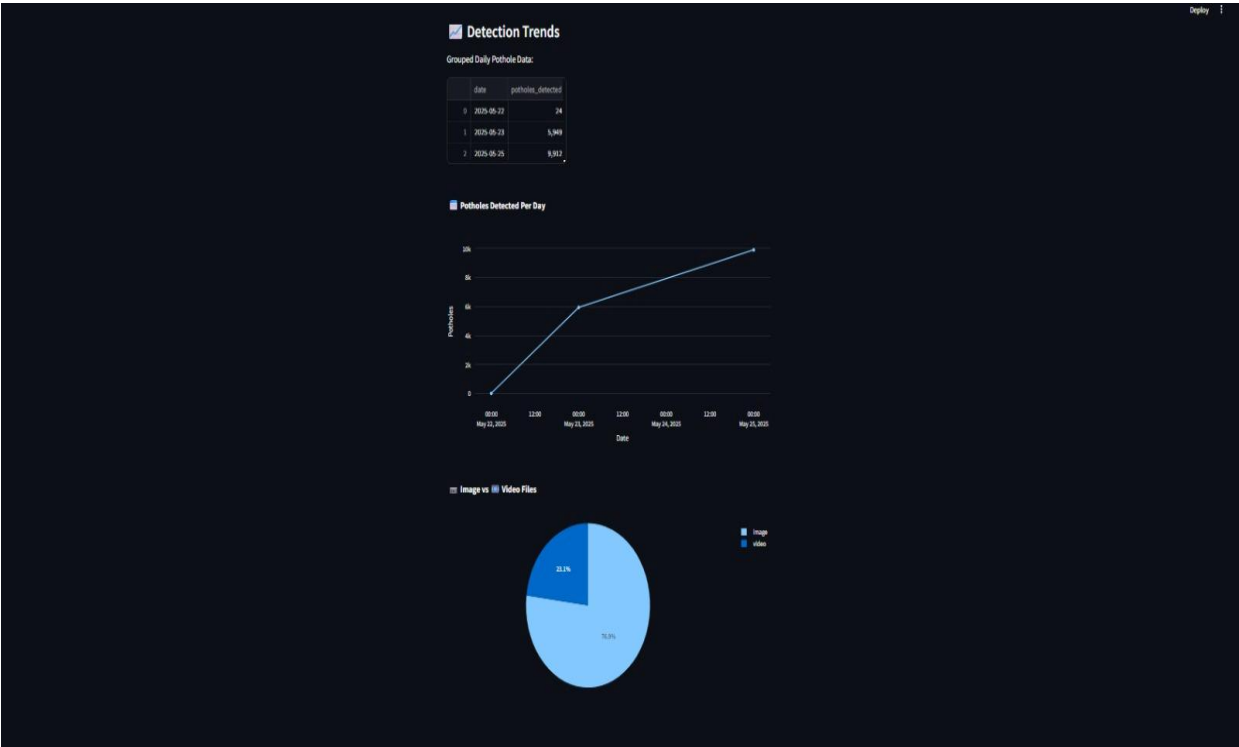 Deploy
Detection Trends
Grouped Daily Pothole Data:
date potholes_detected
0 2025-05-22 24
1 2025-05-23 5,949
2 2025-05-25 9,912
Potholes Detected Per Day
10k
8k
6k
4k
2k
0
Potholes
00:00 12:00 00:00 12:00 00:00 12:00 00:00
May 22, 2025 May 23, 2025 May 24, 2025 May 25, 2025
Date
Image vs Video Files
image
video
23.1%
76.9%